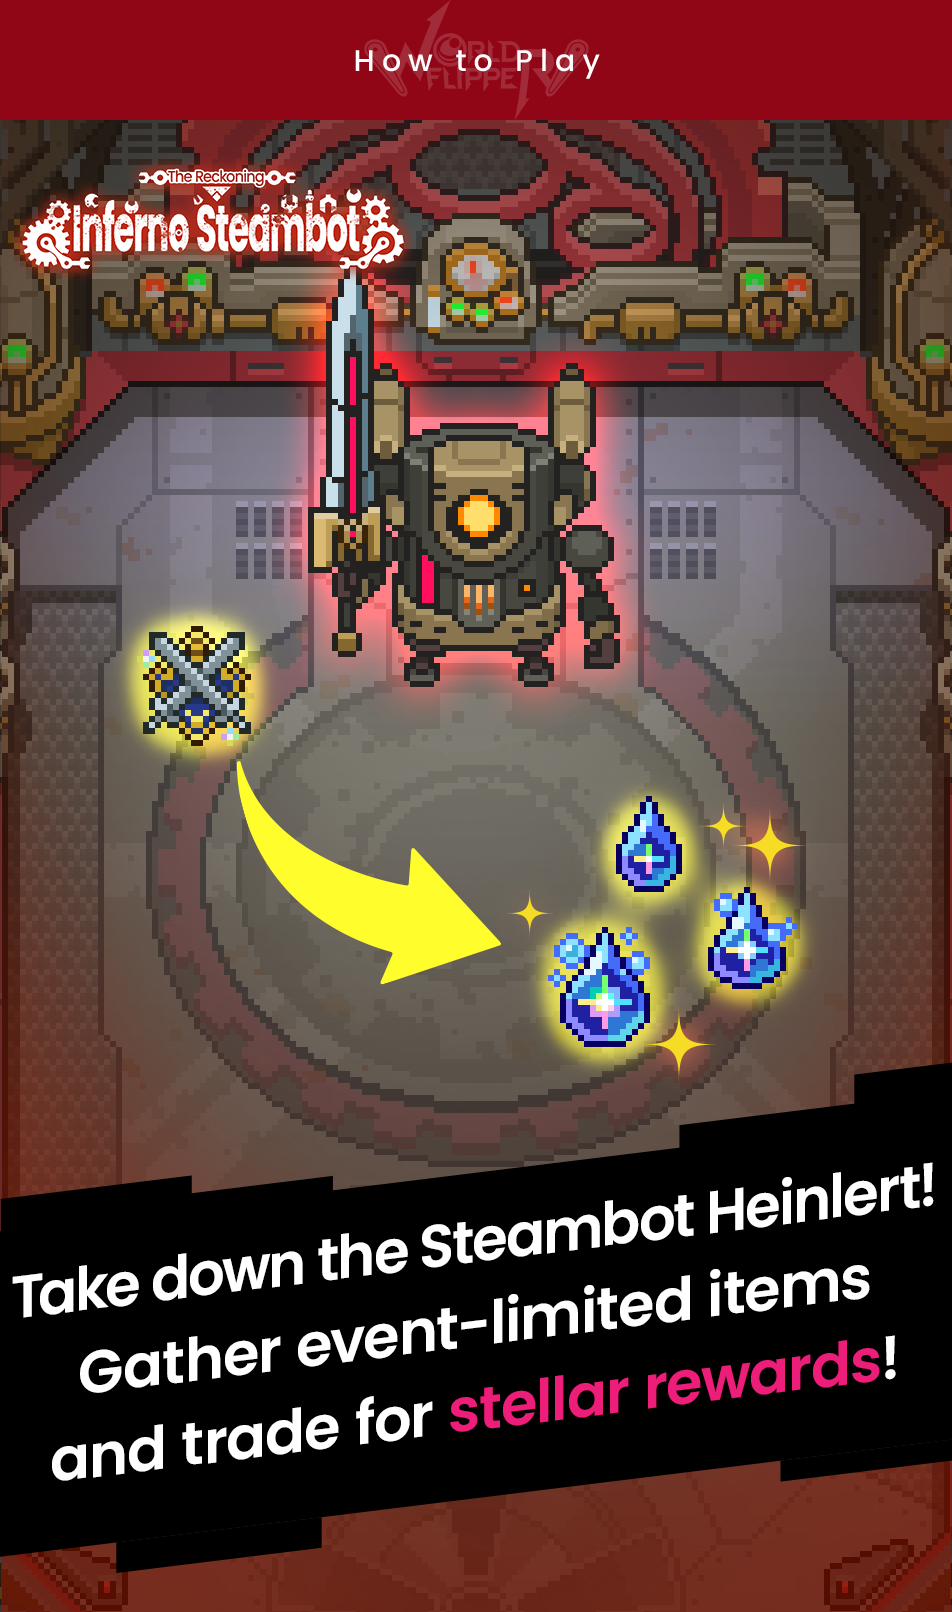 How to Play
WORLD
FLIPPER
The Reckoning
Inferno Steambot
Take down the Steambot Heinlert!
Gather event-limited items
and trade for stellar rewards!